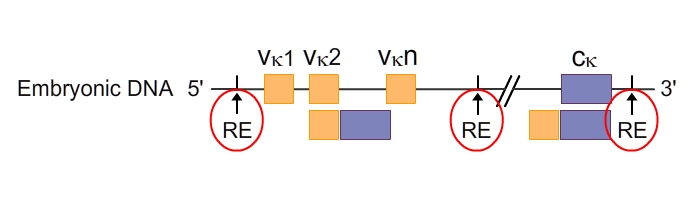 Vκ1 Vκ2 Vκn Cκ
Embryonic DNA 5' 3'
RE RE RE